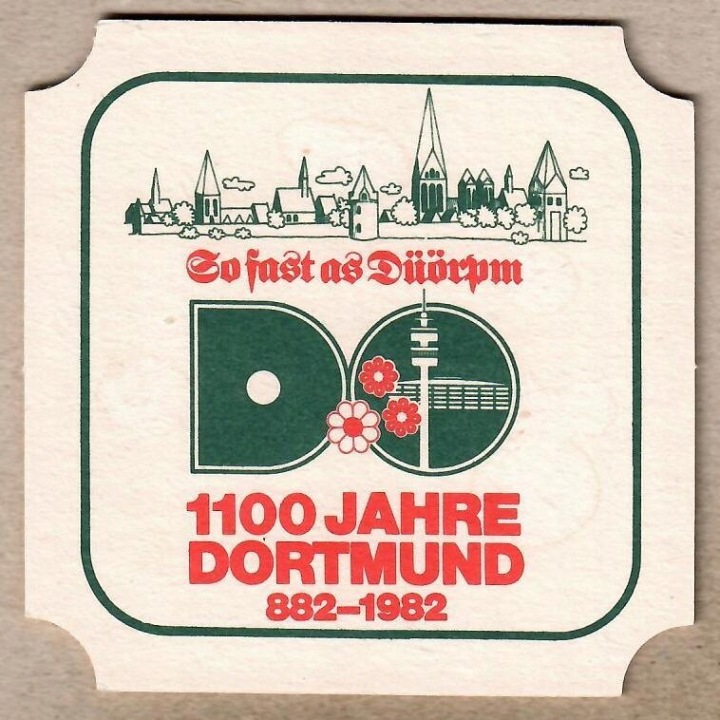 So fast as Düörpm
DO
1100 JAHRE
DORTMUND
882–1982